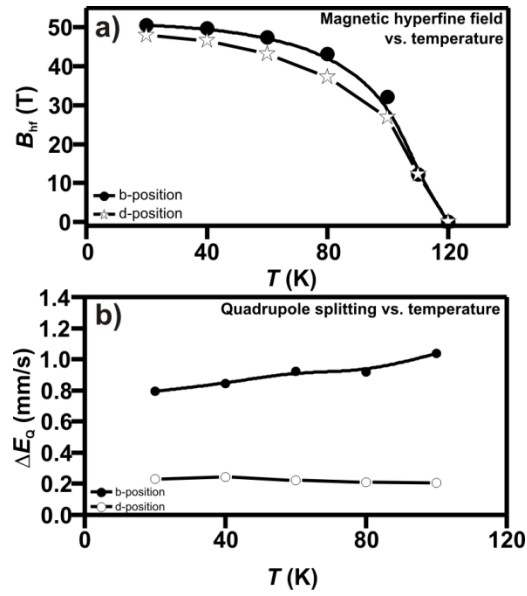 a)
Magnetic hyperfine field
vs. temperature
50
40
30
20
10
0
B_hf (T)
b-position
d-position
0
40
80
120
T (K)
b)
Quadrupole splitting vs. temperature
1.4
1.2
1.0
0.8
0.6
0.4
0.2
0.0
ΔE_Q (mm/s)
b-position
d-position
0
40
80
120
T (K)